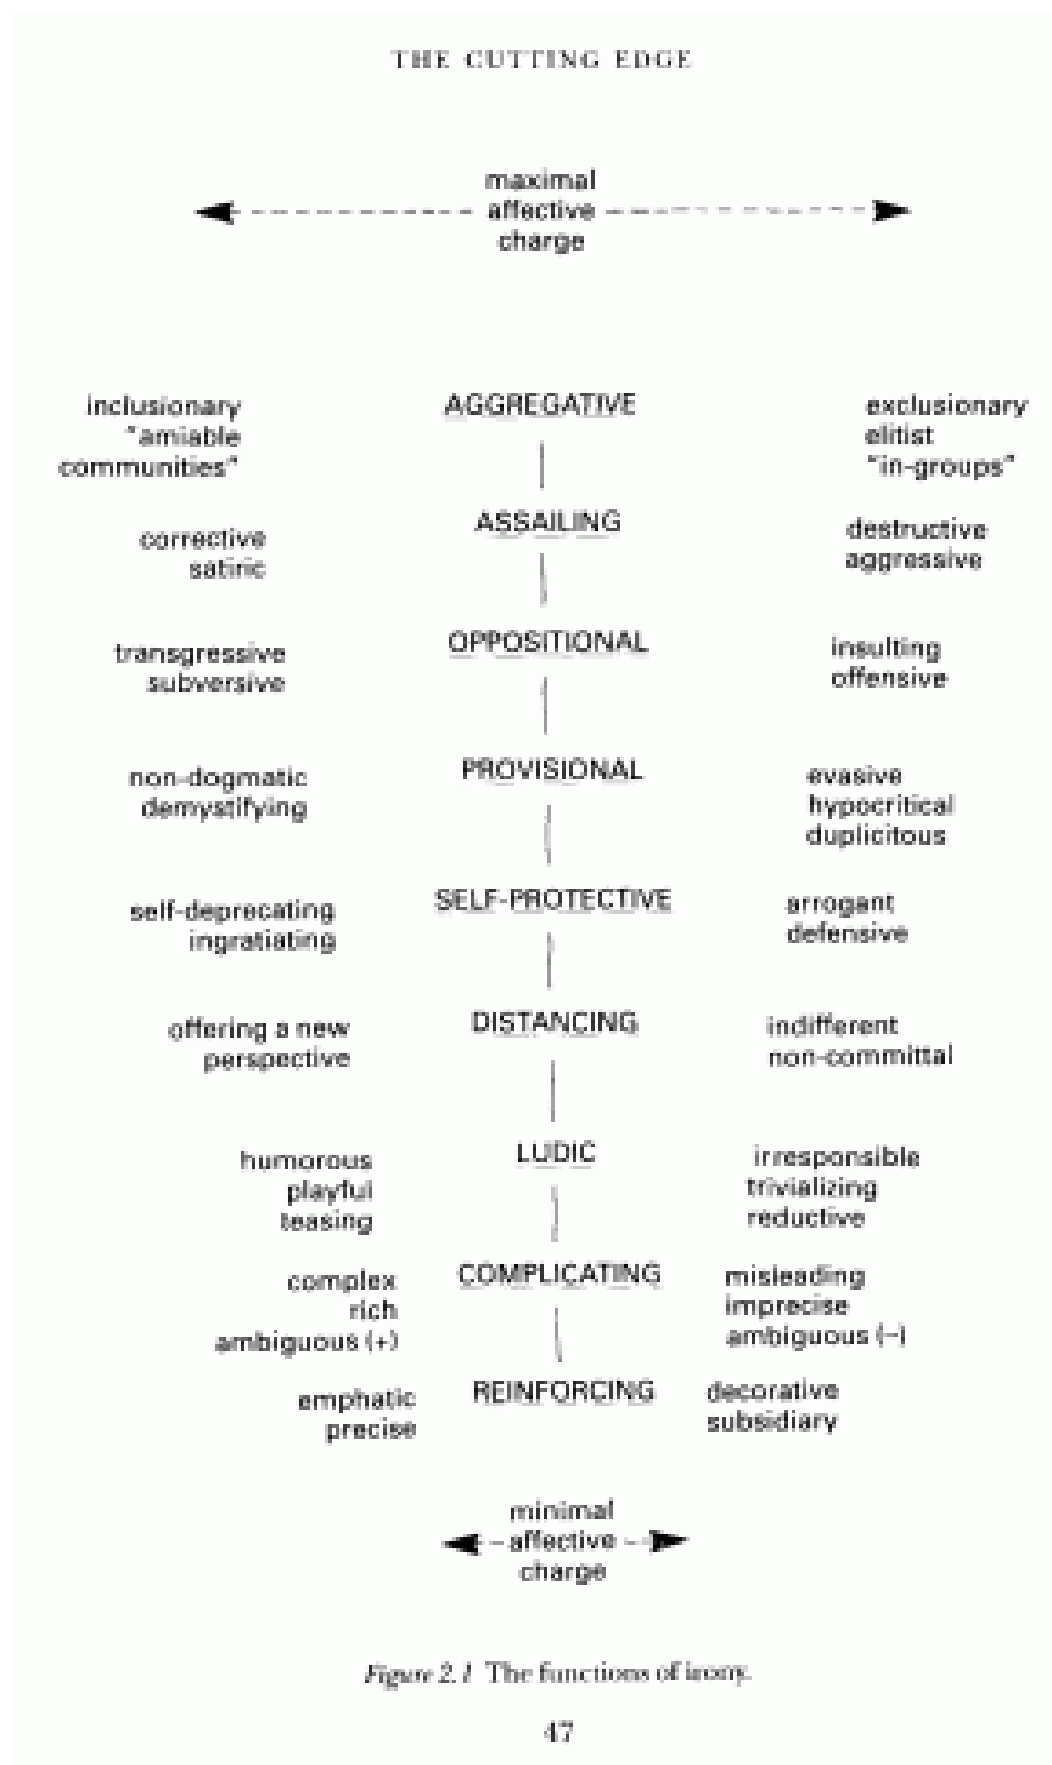 THE CUTTING EDGE
maximal
affective
charge
inclusionary
"amiable
communities"
AGGREGATIVE
exclusionary
elitist
"in-groups"
corrective
satiric
ASSAILING
destructive
aggressive
transgressive
subversive
OPPOSITIONAL
insulting
offensive
non-dogmatic
demystifying
PROVISIONAL
evasive
hypocritical
duplicitous
self-deprecating
ingratiating
SELF-PROTECTIVE
arrogant
defensive
offering a new
perspective
DISTANCING
indifferent
non-committal
humorous
playful
teasing
LUDIC
irresponsible
trivializing
reductive
complex
rich
ambiguous (+)
COMPLICATING
misleading
imprecise
ambiguous (–)
emphatic
precise
REINFORCING
decorative
subsidiary
minimal
affective
charge
Figure 2.1 The functions of irony.
47